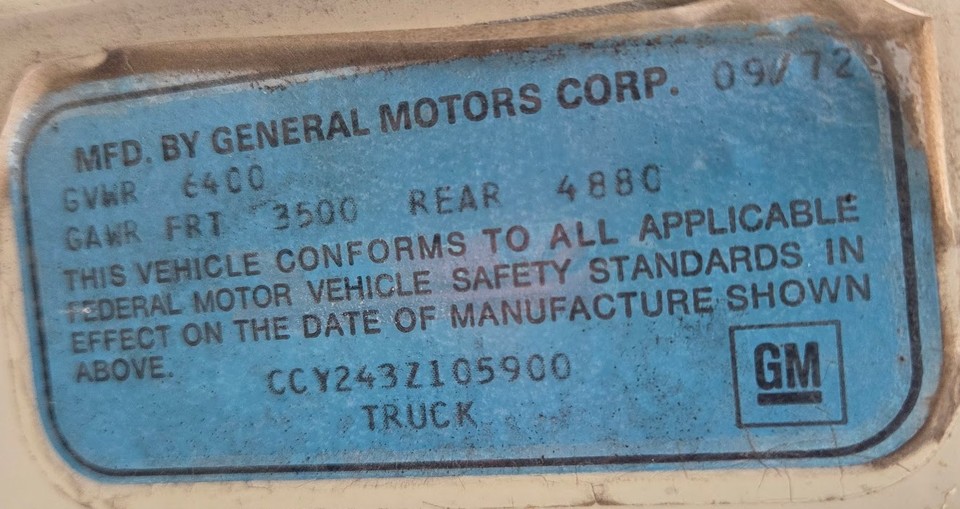 MFD. BY GENERAL MOTORS CORP. 09/72
GVWR 6400
GAWR FRT 3500 REAR 4880
THIS VEHICLE CONFORMS TO ALL APPLICABLE
FEDERAL MOTOR VEHICLE SAFETY STANDARDS IN
EFFECT ON THE DATE OF MANUFACTURE SHOWN
ABOVE.
CCY243Z105900
TRUCK
GM